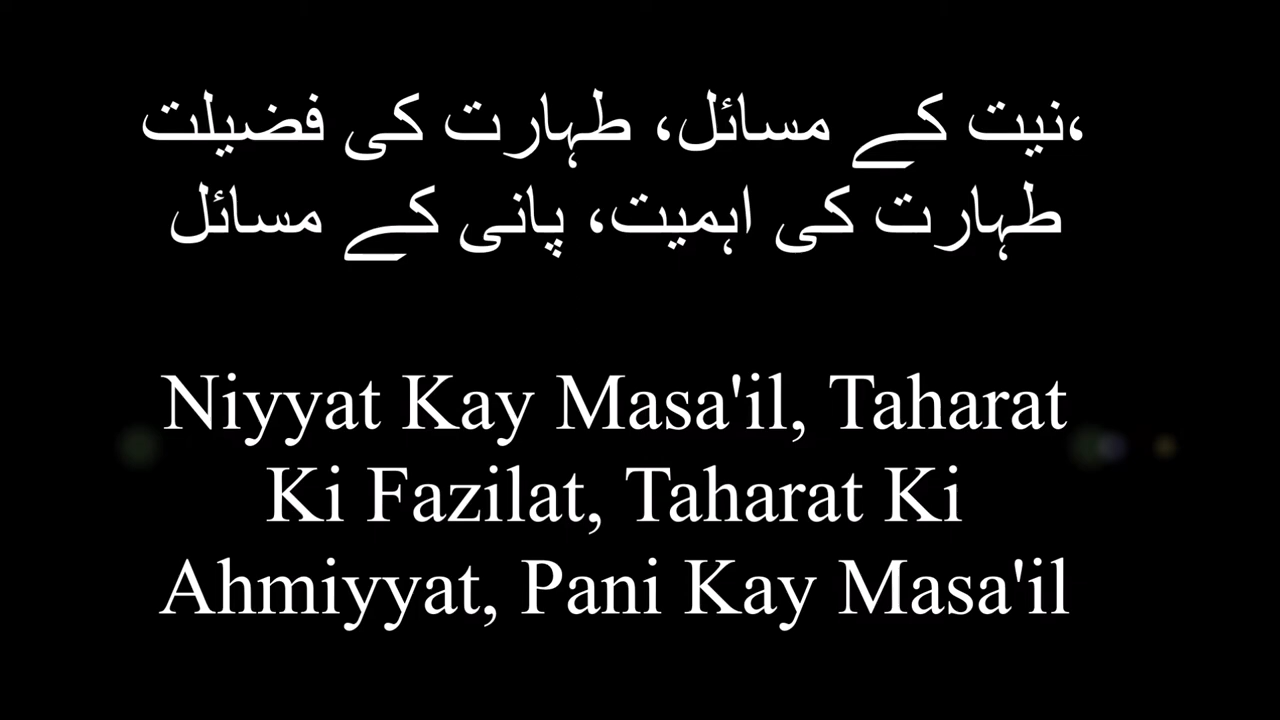 نیت کے مسائل، طہارت کی فضیلت،
طہارت کی اہمیت، پانی کے مسائل
Niyyat Kay Masa'il, Taharat
Ki Fazilat, Taharat Ki
Ahmiyyat, Pani Kay Masa'il